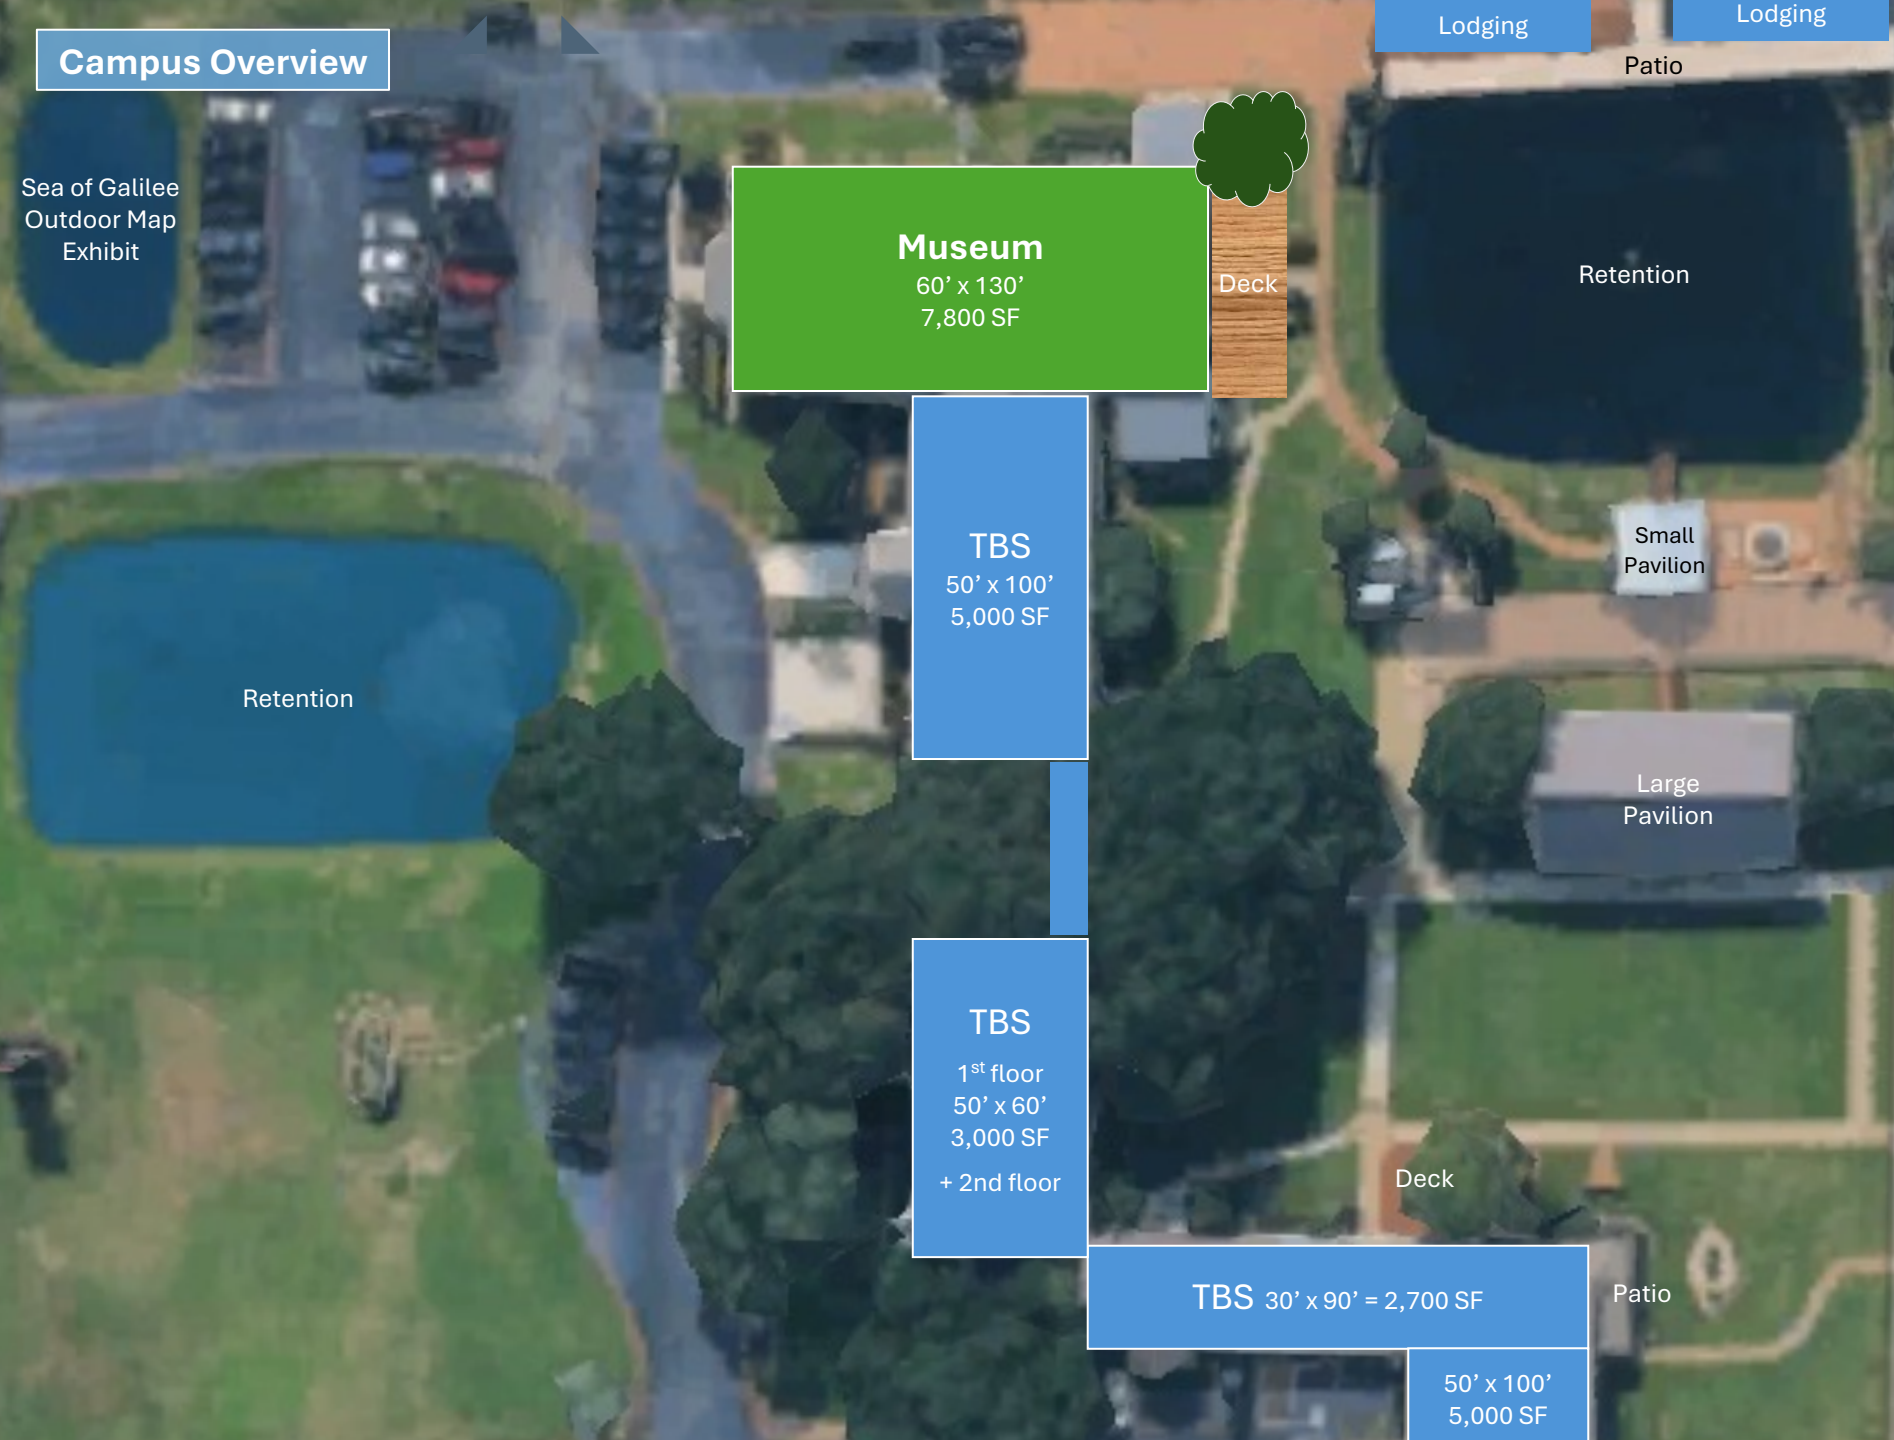 Campus Overview
Lodging
Lodging
Patio
Sea of Galilee
Outdoor Map
Exhibit
Museum
60’ x 130’
7,800 SF
Deck
Retention
TBS
50’ x 100’
5,000 SF
Small
Pavilion
Retention
Large
Pavilion
TBS
1st floor
50’ x 60’
3,000 SF
+ 2nd floor
Deck
TBS 30’ x 90’ = 2,700 SF
Patio
50’ x 100’
5,000 SF